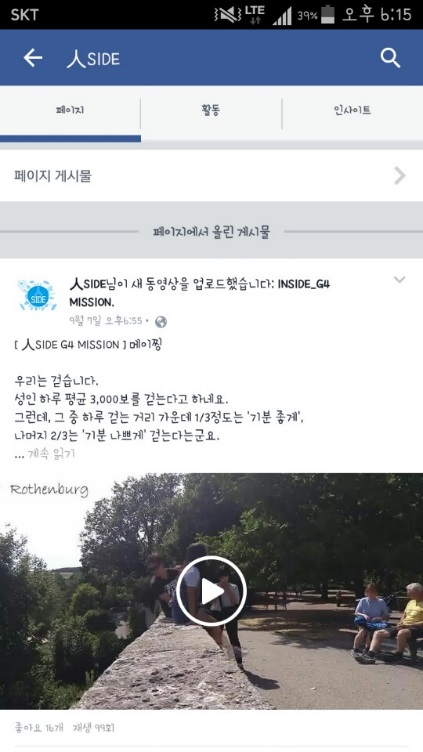 SKT LTE 39% 오후 6:15
人SIDE
페이지 활동 인사이트
페이지 게시물
페이지에서 올린 게시물
人SIDE님이 새 동영상을 업로드했습니다: INSIDE_G4
MISSION.
9월 7일 오후6:55 •
[ 人SIDE G4 MISSION ] 메이찡
우리는 걷습니다.
성인 하루 평균 3,000보를 걷는다고 하네요.
그런데, 그 중 하루 걷는 거리 가운데 1/3정도는 '기분 좋게',
나머지 2/3는 '기분 나쁘게' 걷는다는군요.
... 계속 읽기
Rothenburg
좋아요 16개 재생 99회